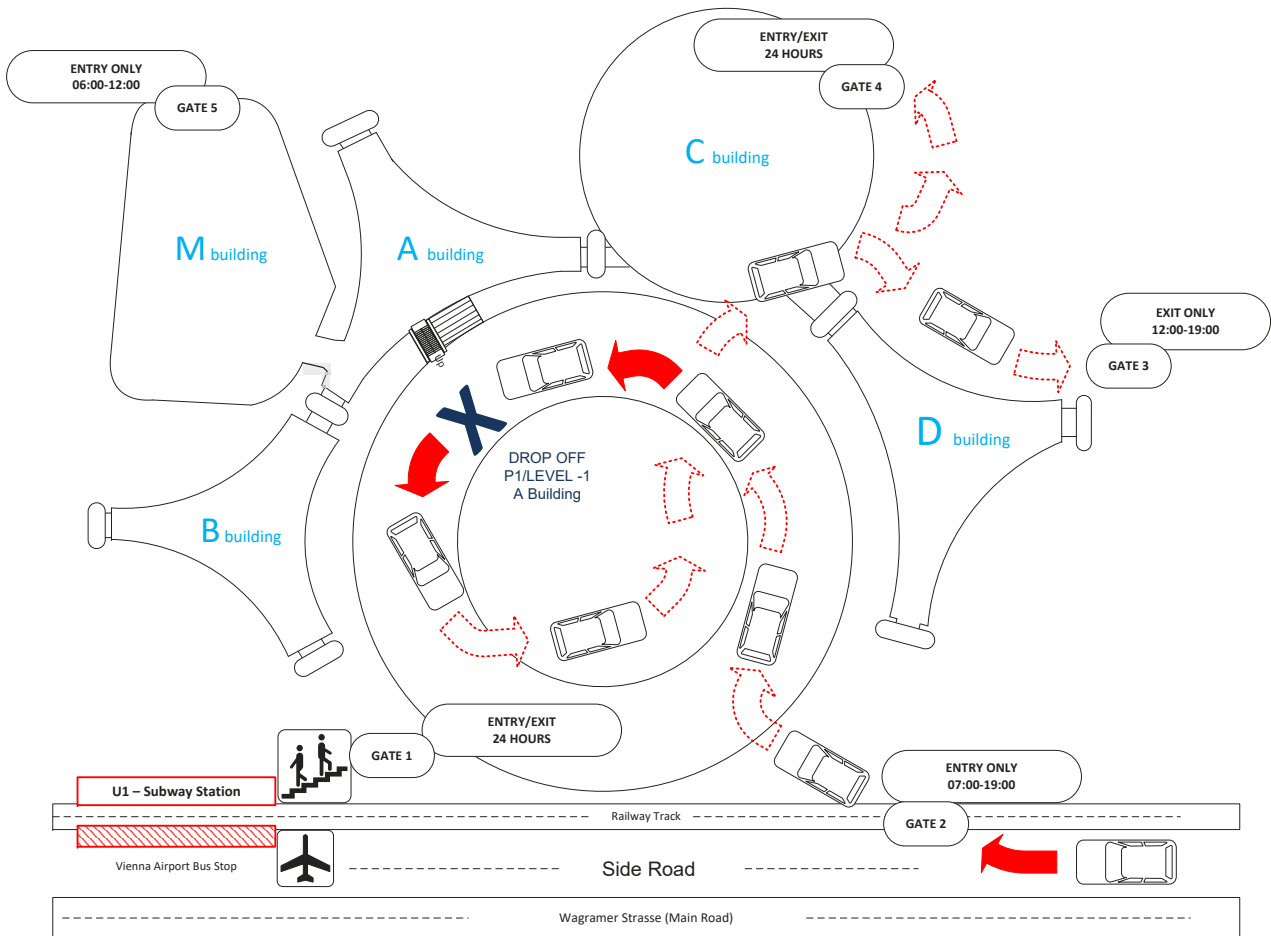 ENTRY/EXIT
24 HOURS
GATE 4
ENTRY ONLY
06:00-12:00
GATE 5
C building
M building
A building
EXIT ONLY
12:00-19:00
GATE 3
D building
DROP OFF
P1/LEVEL -1
A Building
B building
ENTRY/EXIT
24 HOURS
GATE 1
ENTRY ONLY
07:00-19:00
GATE 2
U1 – Subway Station
Railway Track
Vienna Airport Bus Stop
Side Road
Wagramer Strasse (Main Road)